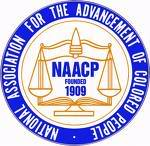 NATIONAL ASSOCIATION FOR THE ADVANCEMENT OF COLORED PEOPLE
NAACP
FOUNDED
1909